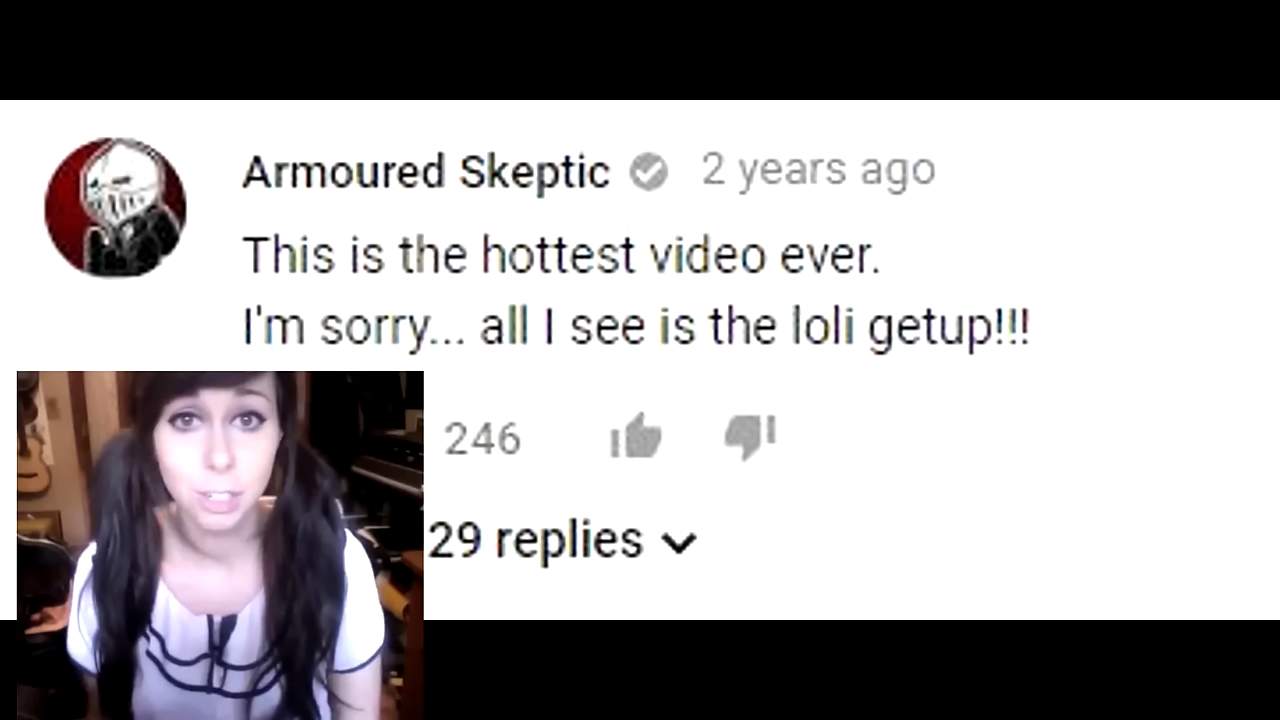 Armoured Skeptic 2 years ago
This is the hottest video ever.
I'm sorry... all I see is the loli getup!!!
246
29 replies